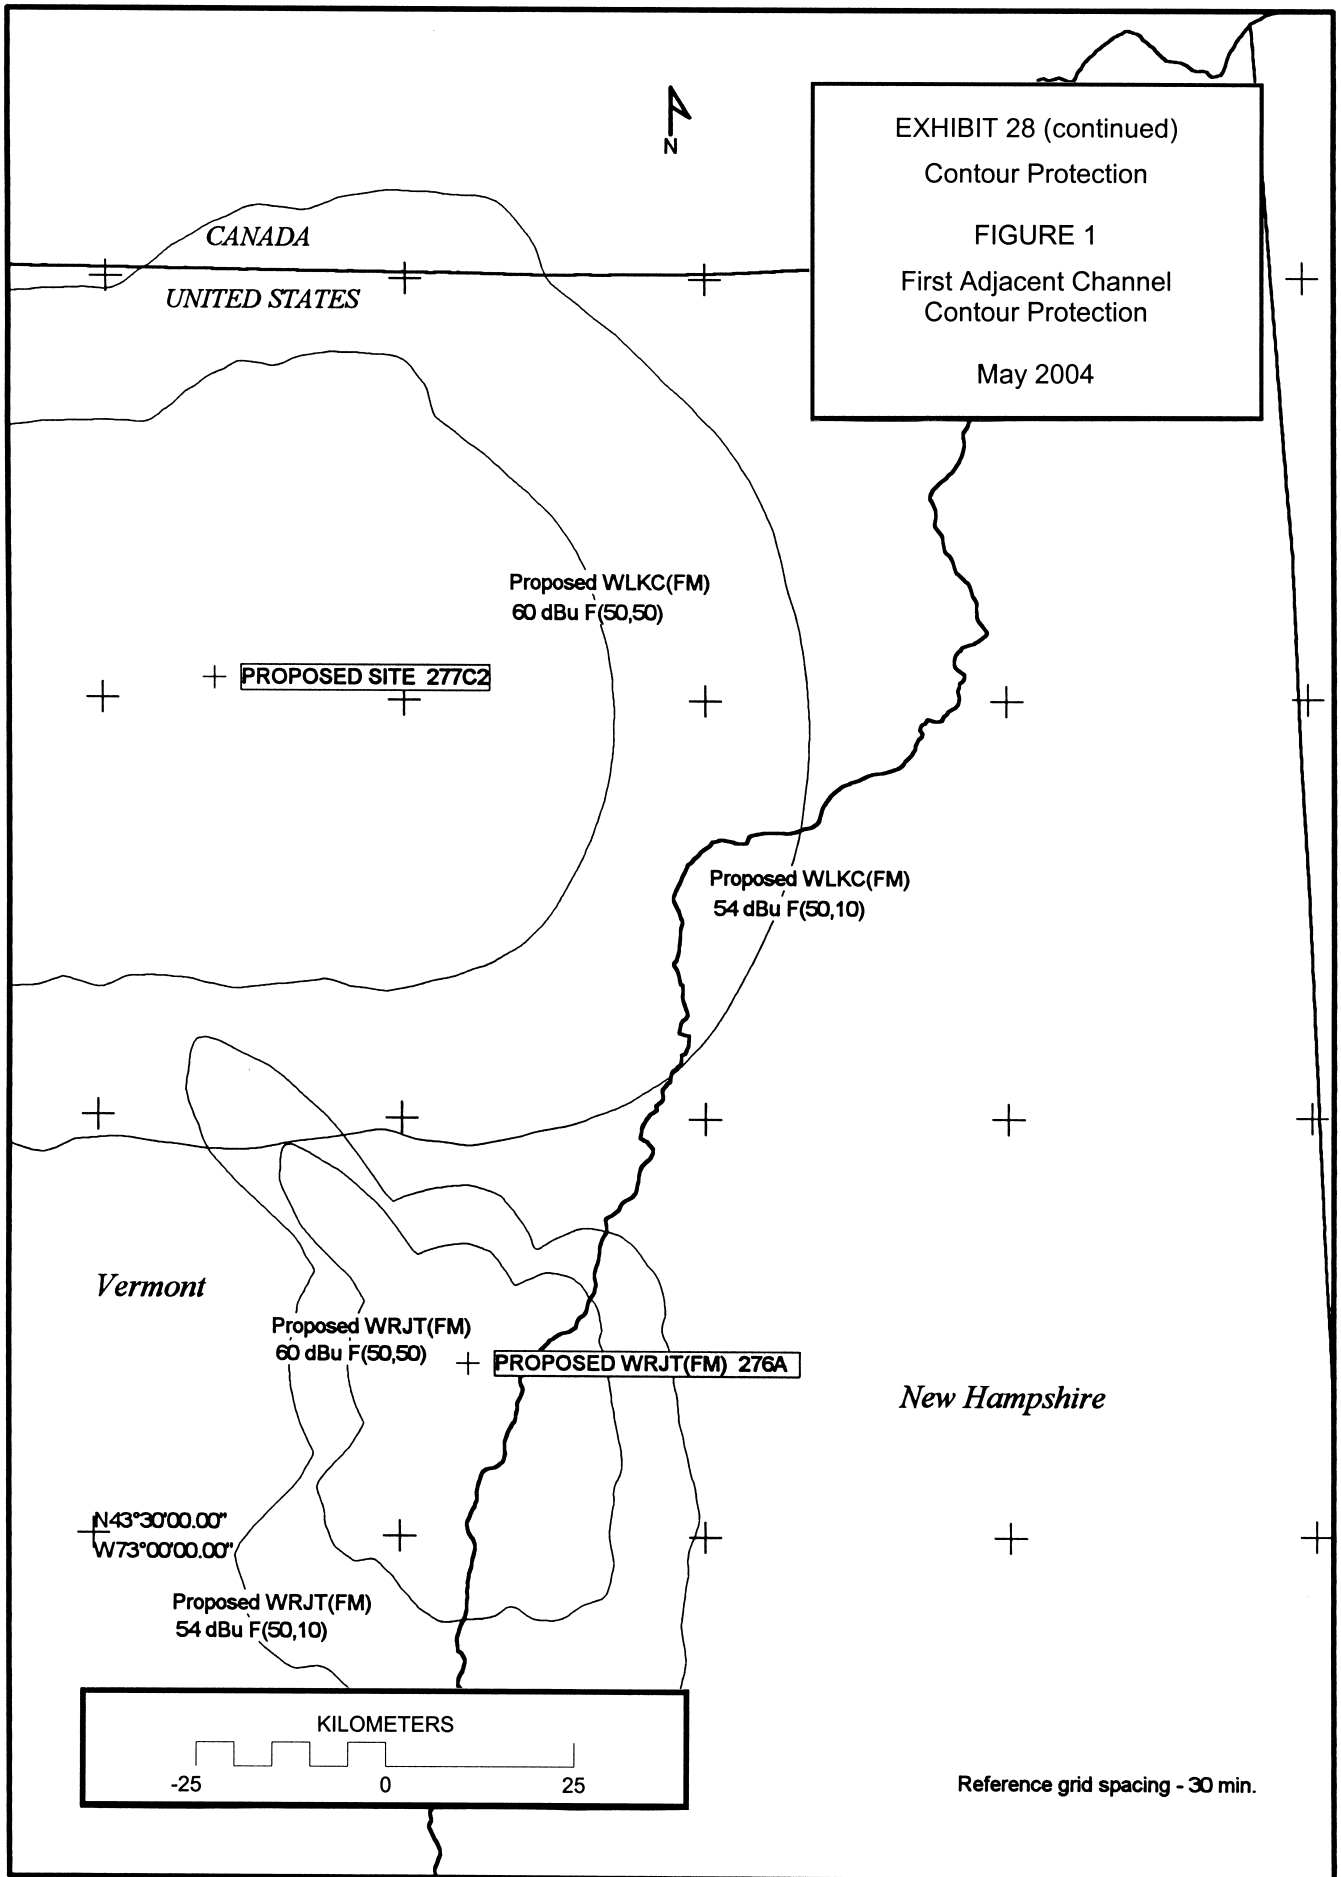 N
EXHIBIT 28 (continued)
Contour Protection
FIGURE 1
First Adjacent Channel
Contour Protection
May 2004
CANADA
UNITED STATES
Proposed WLKC(FM)
60 dBu F(50,50)
PROPOSED SITE 277C2
Proposed WLKC(FM)
54 dBu F(50,10)
Vermont
Proposed WRJT(FM)
60 dBu F(50,50)
PROPOSED WRJT(FM) 276A
New Hampshire
N43°30'00.00"
W73°00'00.00"
Proposed WRJT(FM)
54 dBu F(50,10)
KILOMETERS
-25 0 25
Reference grid spacing - 30 min.